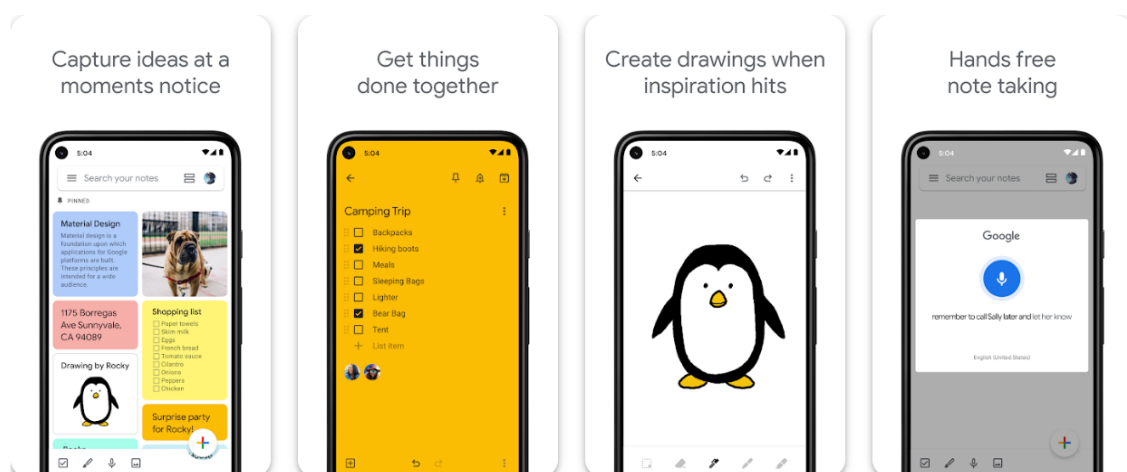 Capture ideas at a
moments notice
5:04
Search your notes
PINNED
Material Design
Material design is a
foundation upon which
applications for Google
platforms are built.
These principles are
intended for a wide
audience.
1175 Borregas
Ave Sunnyvale,
CA 94089
Drawing by Rocky
Shopping list
Paper towels
Skim milk
Eggs
French bread
Tomato sauce
Cilantro
Onions
Peppers
Chicken
Surprise party
for Rocky!
Get things
done together
5:04
Camping Trip
Backpacks
Hiking boots
Meals
Sleeping Bags
Lighter
Bear Bag
Tent
List item
Create drawings when
inspiration hits
5:04
Hands free
note taking
5:04
Search your notes
Google
remember to call Sally later and let her know
English (United States)